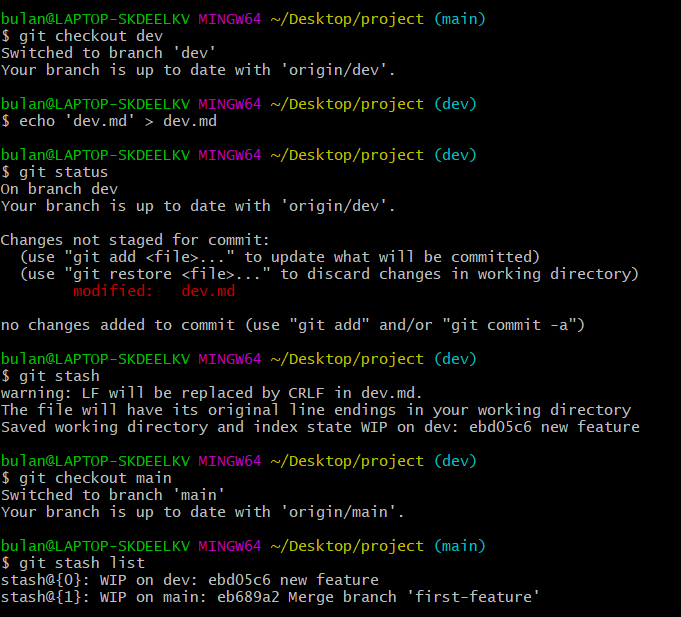 bulan@LAPTOP-SKDEELKV MINGW64 ~/Desktop/project (main)
$ git checkout dev
Switched to branch 'dev'
Your branch is up to date with 'origin/dev'.
bulan@LAPTOP-SKDEELKV MINGW64 ~/Desktop/project (dev)
$ echo 'dev.md' > dev.md
bulan@LAPTOP-SKDEELKV MINGW64 ~/Desktop/project (dev)
$ git status
On branch dev
Your branch is up to date with 'origin/dev'.
Changes not staged for commit:
  (use "git add <file>..." to update what will be committed)
  (use "git restore <file>..." to discard changes in working directory)
        modified:   dev.md
no changes added to commit (use "git add" and/or "git commit -a")
bulan@LAPTOP-SKDEELKV MINGW64 ~/Desktop/project (dev)
$ git stash
warning: LF will be replaced by CRLF in dev.md.
The file will have its original line endings in your working directory
Saved working directory and index state WIP on dev: ebd05c6 new feature
bulan@LAPTOP-SKDEELKV MINGW64 ~/Desktop/project (dev)
$ git checkout main
Switched to branch 'main'
Your branch is up to date with 'origin/main'.
bulan@LAPTOP-SKDEELKV MINGW64 ~/Desktop/project (main)
$ git stash list
stash@{0}: WIP on dev: ebd05c6 new feature
stash@{1}: WIP on main: eb689a2 Merge branch 'first-feature'